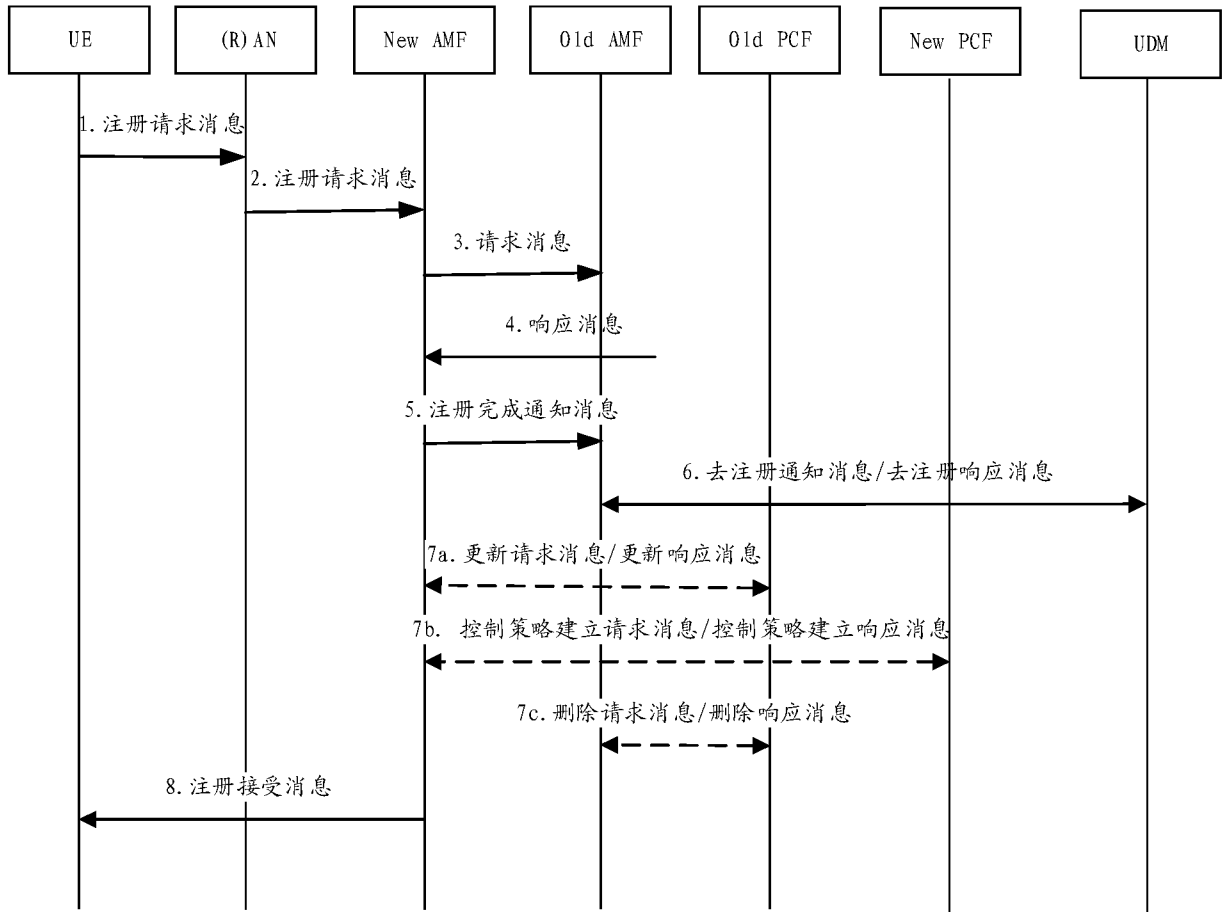 UE
(R)AN
New AMF
Old AMF
Old PCF
New PCF
UDM
1.注册请求消息
2.注册请求消息
3.请求消息
4.响应消息
5.注册完成通知消息
6.去注册通知消息/去注册响应消息
7a.更新请求消息/更新响应消息
7b. 控制策略建立请求消息/控制策略建立响应消息
7c.删除请求消息/删除响应消息
8.注册接受消息